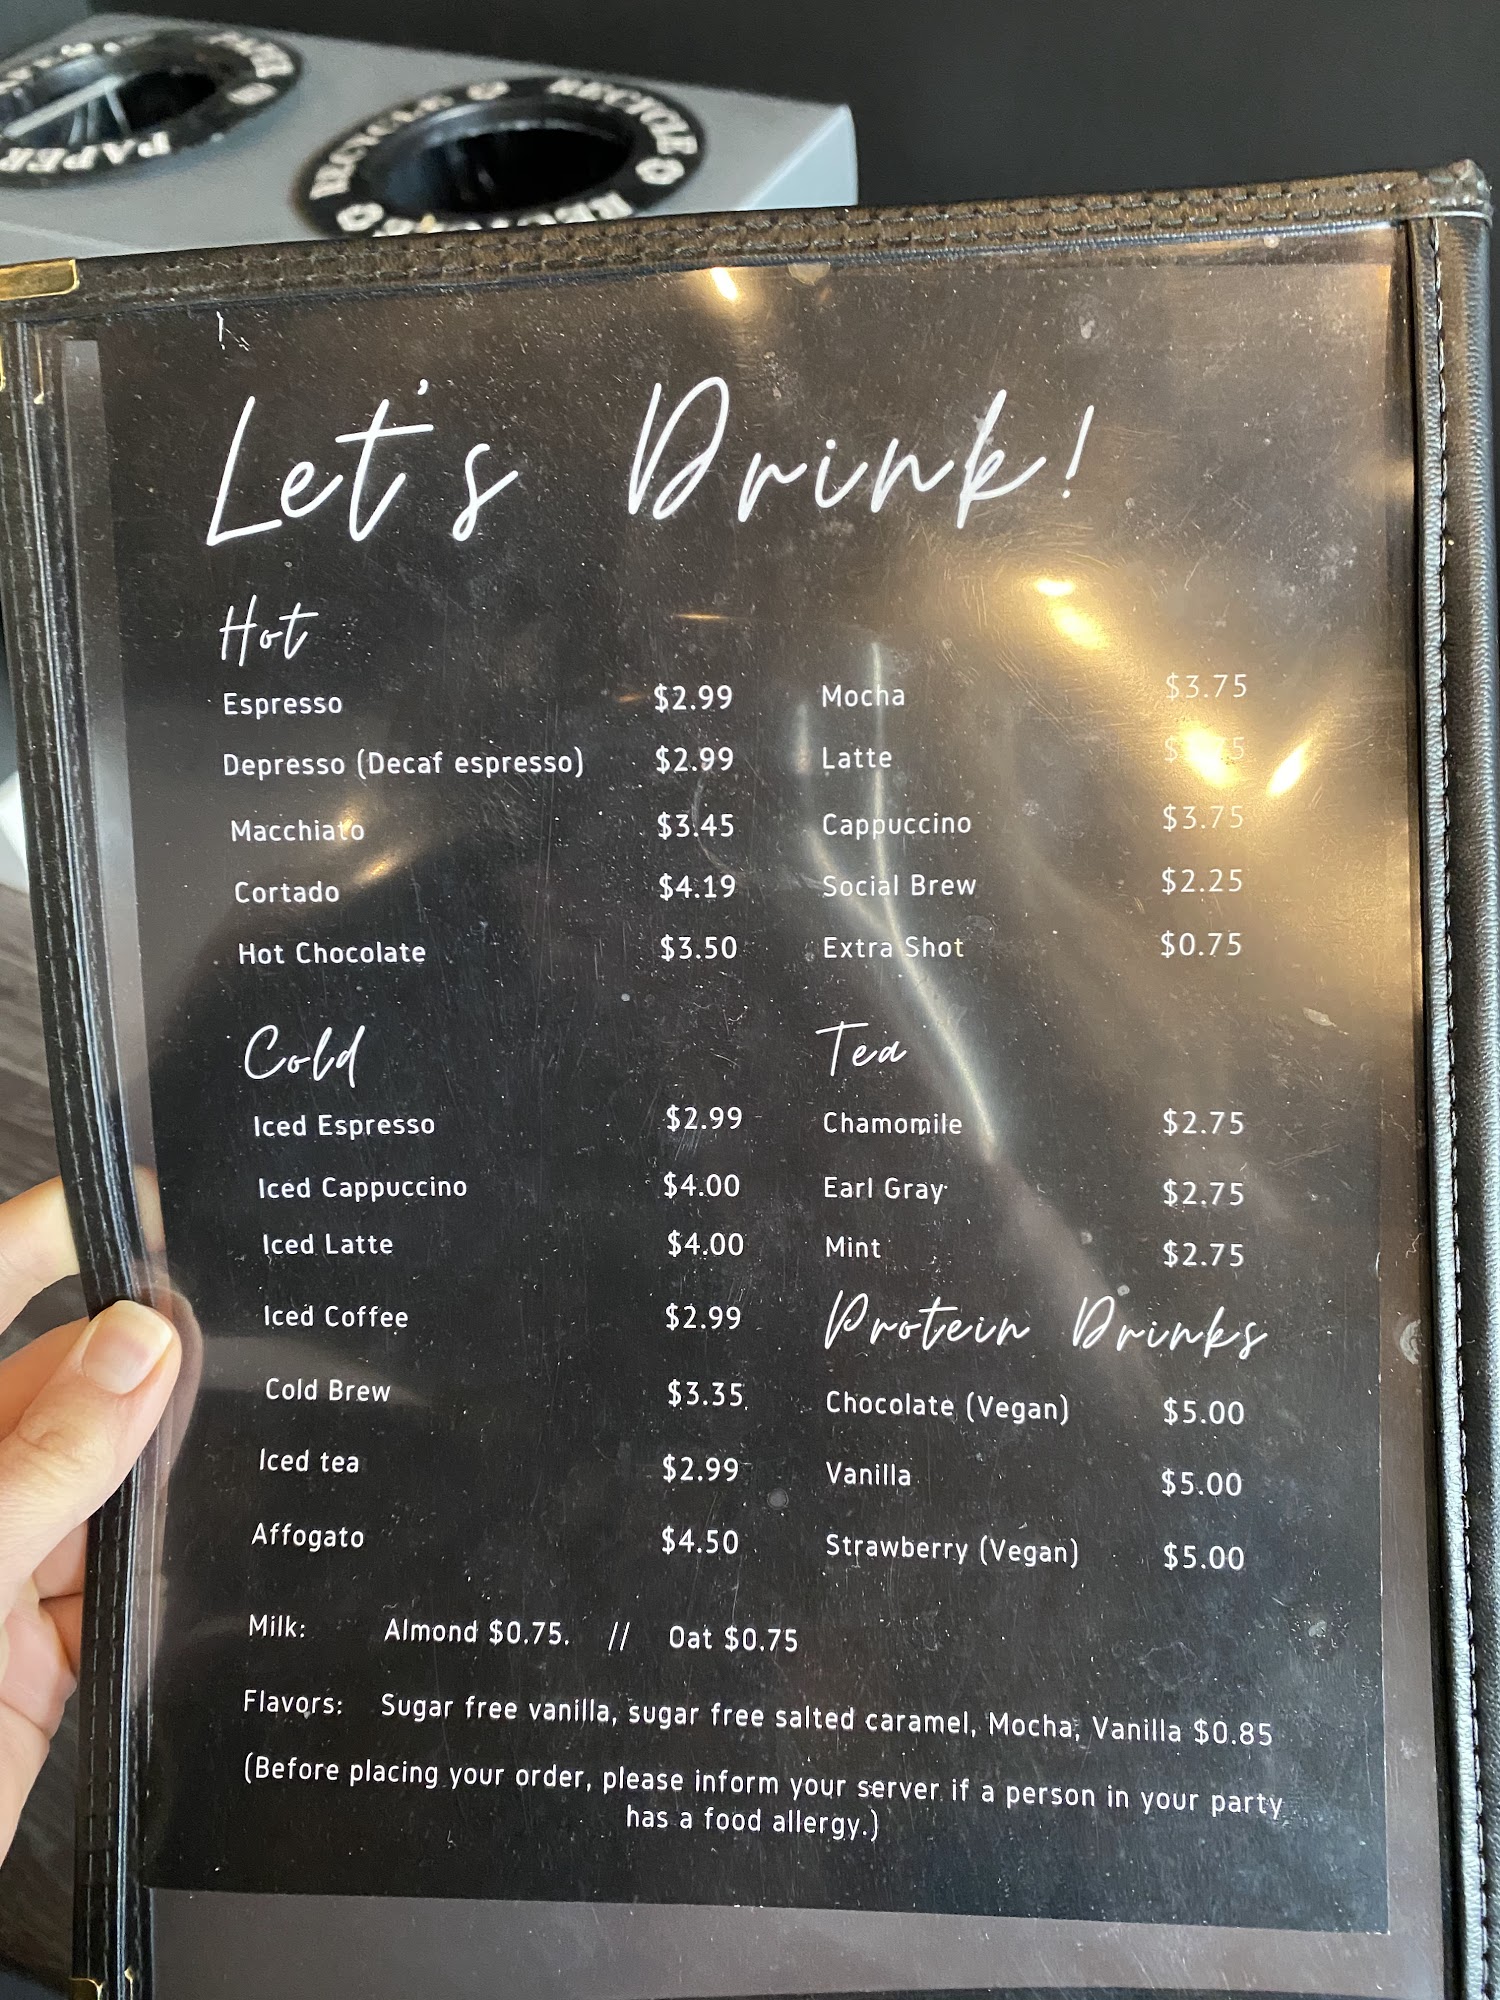 PAPER
PAPER
RECYCLE RECYCLE
Let's Drink!
Hot
Espresso $2.99
Depresso (Decaf espresso) $2.99
Macchiato $3.45
Cortado $4.19
Hot Chocolate $3.50
Mocha $3.75
Latte
Cappuccino $3.75
Social Brew $2.25
Extra Shot $0.75
Cold
Iced Espresso $2.99
Iced Cappuccino $4.00
Iced Latte $4.00
Iced Coffee $2.99
Cold Brew $3.35
Iced tea $2.99
Affogato $4.50
Tea
Chamomile $2.75
Earl Gray $2.75
Mint $2.75
Protein Drinks
Chocolate (Vegan) $5.00
Vanilla $5.00
Strawberry (Vegan) $5.00
Milk: Almond $0.75. // Oat $0.75
Flavors: Sugar free vanilla, sugar free salted caramel, Mocha, Vanilla $0.85
(Before placing your order, please inform your server if a person in your party
has a food allergy.)